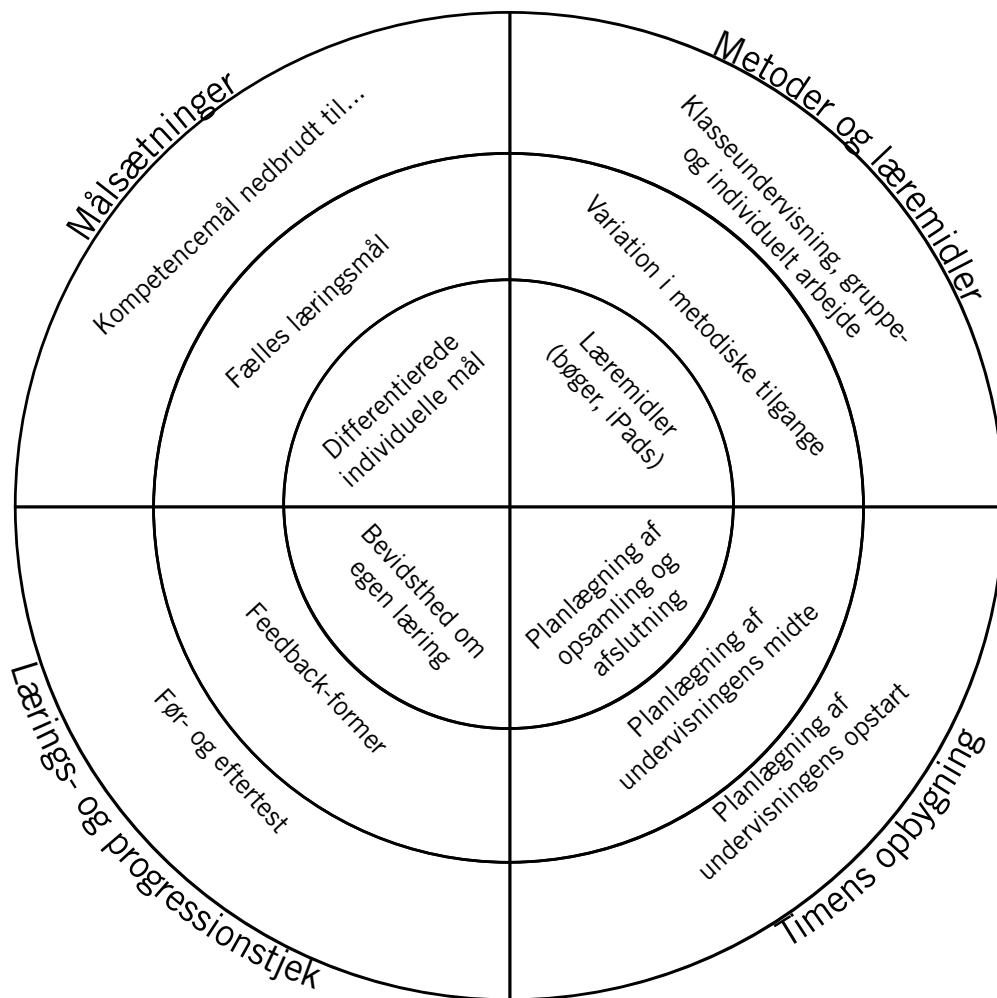 Målsætninger
Kompetencemål nedbrudt til...
Fælles læringsmål
Differentierede
individuelle mål
Metoder og læremidler
Klasseundervisning, gruppe-
og individuelt arbejde
Variation i metodiske tilgange
Læremidler
(bøger, iPads)
Lærings- og progressionstjek
Før- og eftertest
Feedback-former
Bevidsthed om
egen læring
Planlægning af
opsamling og
afslutning
Planlægning af
undervisningens midte
Planlægning af
undervisningens opstart
Timens opbygning